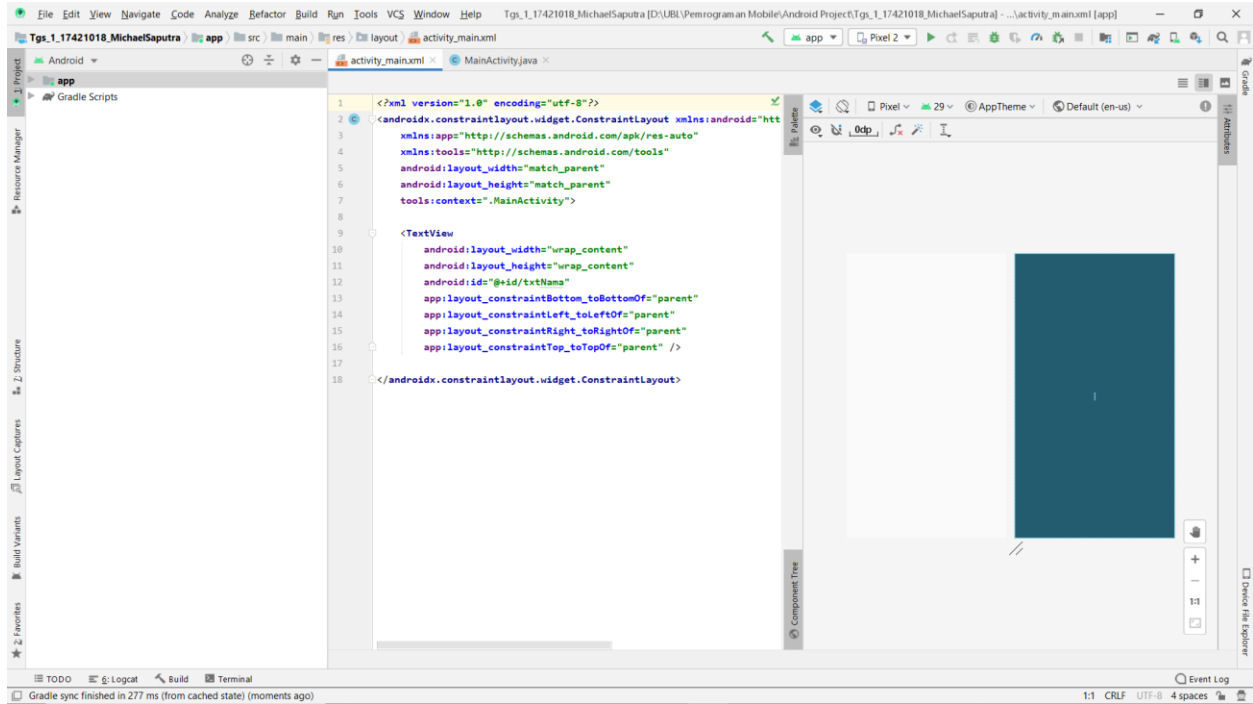 File Edit View Navigate Code Analyze Refactor Build Run Tools VCS Window Help Tgs_1_17421018_MichaelSaputra [D:\UBL\Pemrograman Mobile\Android Project\Tgs_1_17421018_MichaelSaputra] - ...\activity_main.xml [app]
Tgs_1_17421018_MichaelSaputra app src main res layout activity_main.xml app Pixel 2
1: Project
Resource Manager
Z: Structure
Layout Captures
Build Variants
2: Favorites
Android
app
Gradle Scripts
activity_main.xml MainActivity.java
1 <?xml version="1.0" encoding="utf-8"?>
2 <androidx.constraintlayout.widget.ConstraintLayout xmlns:android="htt
3 xmlns:app="http://schemas.android.com/apk/res-auto"
4 xmlns:tools="http://schemas.android.com/tools"
5 android:layout_width="match_parent"
6 android:layout_height="match_parent"
7 tools:context=".MainActivity">
8
9 <TextView
10 android:layout_width="wrap_content"
11 android:layout_height="wrap_content"
12 android:id="@+id/txtNama"
13 app:layout_constraintBottom_toBottomOf="parent"
14 app:layout_constraintLeft_toLeftOf="parent"
15 app:layout_constraintRight_toRightOf="parent"
16 app:layout_constraintTop_toTopOf="parent" />
17
18 </androidx.constraintlayout.widget.ConstraintLayout>
Palette
Component Tree
Pixel 29 AppTheme Default (en-us)
0dp
1:1
Gradle
Attributes
Device File Explorer
TODO 6: Logcat Build Terminal Event Log
Gradle sync finished in 277 ms (from cached state) (moments ago) 1:1 CRLF UTF-8 4 spaces